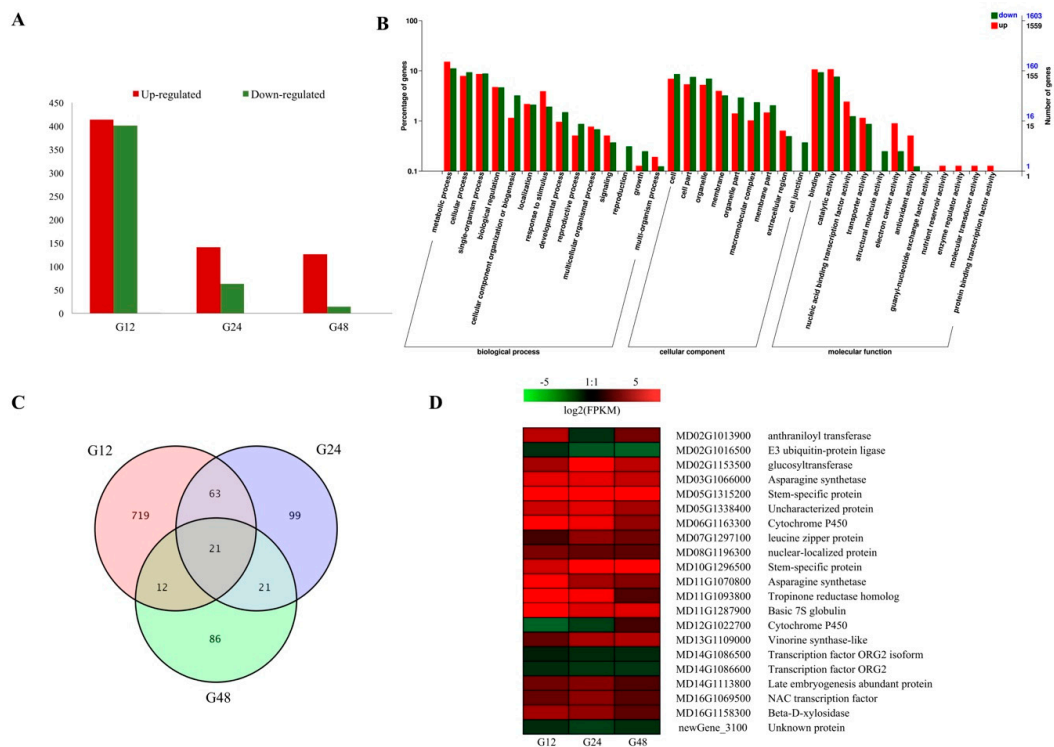 A
Up-regulated
Down-regulated
450
400
350
300
250
200
150
100
50
0
G12
G24
G48
B
down
up
1603
1559
Percentage of genes
100
10
1
0.1
160
155
16
15
1
1
Number of genes
metabolic process
cellular process
single-organism process
biological regulation
cellular component organization or biogenesis
localization
response to stimulus
developmental process
reproductive process
multicellular organismal process
signaling
reproduction
growth
multi-organism process
cell
cell part
organelle
membrane
organelle part
macromolecular complex
membrane part
extracellular region
cell junction
binding
catalytic activity
nucleic acid binding transcription factor activity
transporter activity
structural molecule activity
electron carrier activity
antioxidant activity
guanyl-nucleotide exchange factor activity
nutrient reservoir activity
enzyme regulator activity
molecular transducer activity
protein binding transcription factor activity
biological process
cellular component
molecular function
C
G12
G24
63
719
99
21
12
21
86
G48
D
-5 1:1 5
log2(FPKM)
MD02G1013900 anthraniloyl transferase
MD02G1016500 E3 ubiquitin-protein ligase
MD02G1153500 glucosyltransferase
MD03G1066000 Asparagine synthetase
MD05G1315200 Stem-specific protein
MD05G1338400 Uncharacterized protein
MD06G1163300 Cytochrome P450
MD07G1297100 leucine zipper protein
MD08G1196300 nuclear-localized protein
MD10G1296500 Stem-specific protein
MD11G1070800 Asparagine synthetase
MD11G1093800 Tropinone reductase homolog
MD11G1287900 Basic 7S globulin
MD12G1022700 Cytochrome P450
MD13G1109000 Vinorine synthase-like
MD14G1086500 Transcription factor ORG2 isoform
MD14G1086600 Transcription factor ORG2
MD14G1113800 Late embryogenesis abundant protein
MD16G1069500 NAC transcription factor
MD16G1158300 Beta-D-xylosidase
newGene_3100 Unknown protein
G12 G24 G48